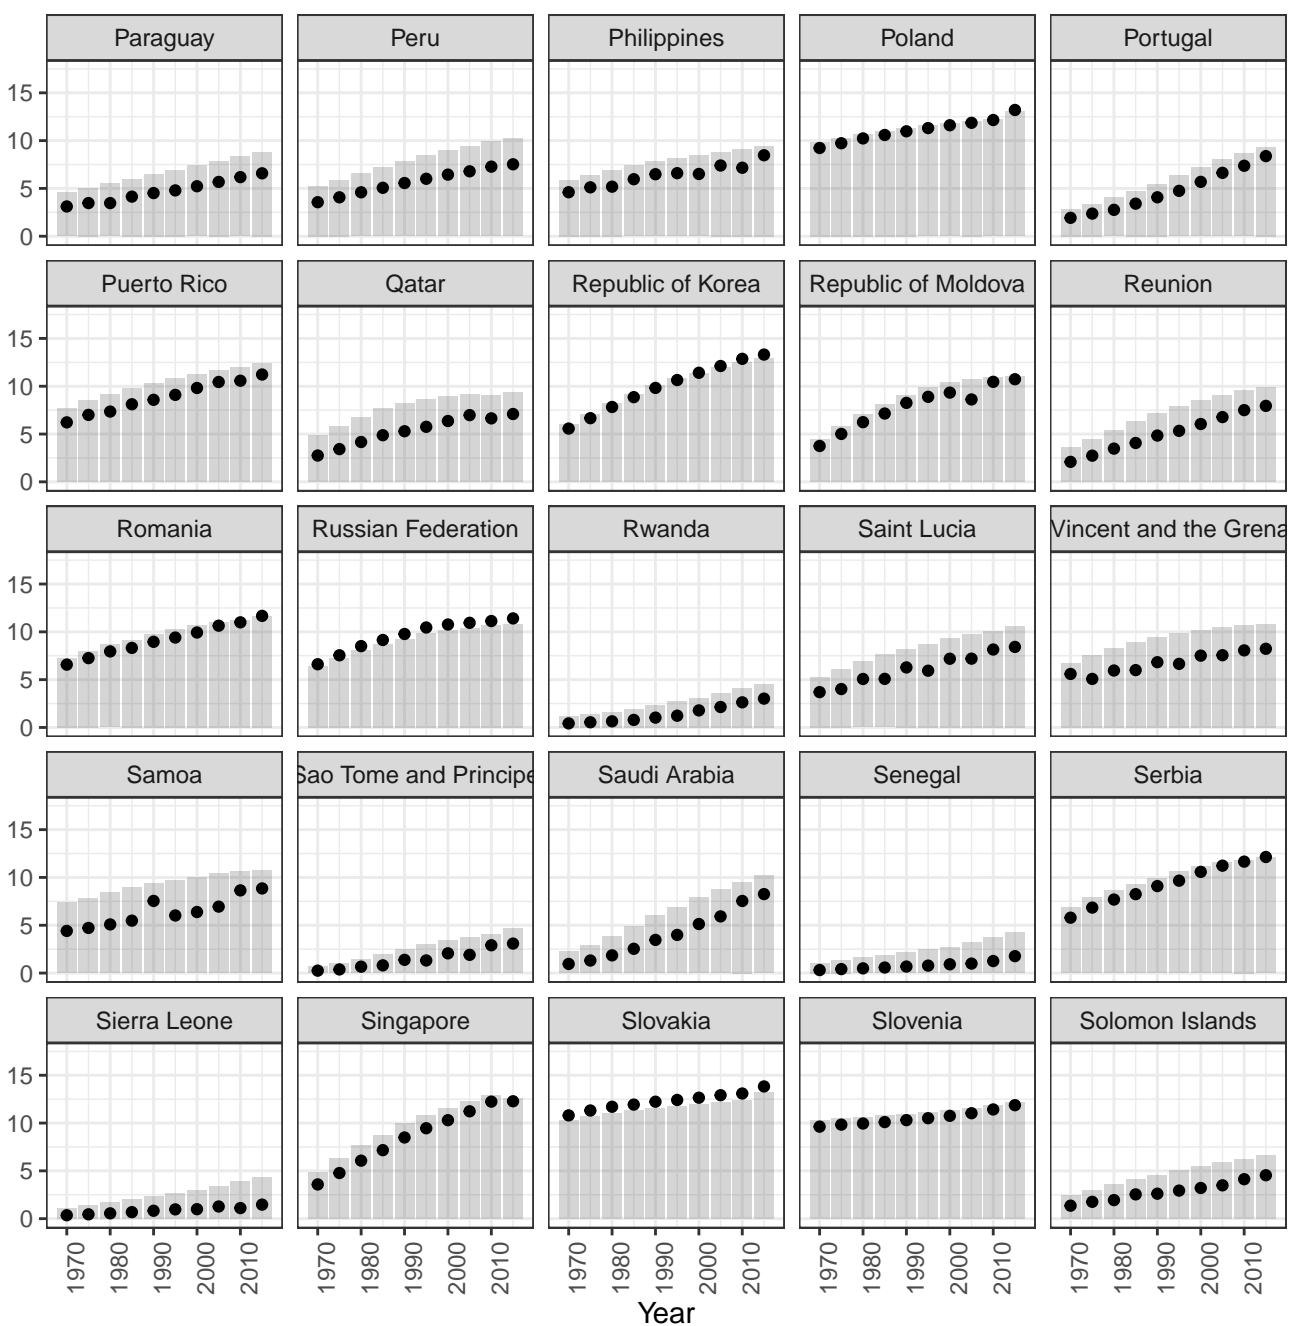 Paraguay Peru Philippines Poland Portugal
15
10
5
0
Puerto Rico Qatar Republic of Korea Republic of Moldova Reunion
15
10
5
0
Romania Russian Federation Rwanda Saint Lucia Vincent and the Grena
15
10
5
0
Samoa Sao Tome and Principe Saudi Arabia Senegal Serbia
15
10
5
0
Sierra Leone Singapore Slovakia Slovenia Solomon Islands
15
10
5
0
1970 1980 1990 2000 2010 1970 1980 1990 2000 2010 1970 1980 1990 2000 2010 1970 1980 1990 2000 2010 1970 1980 1990 2000 2010
Year